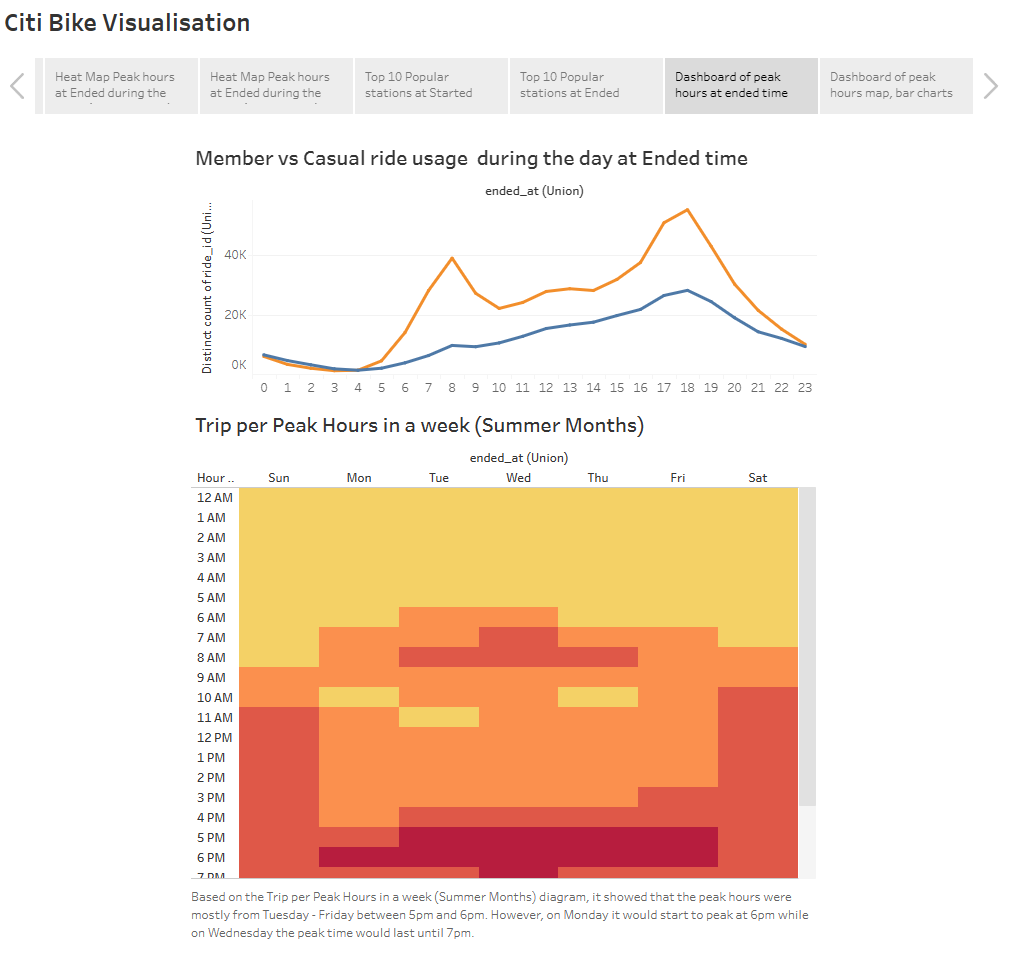 Citi Bike Visualisation
Heat Map Peak hours
at Ended during the
Heat Map Peak hours
at Ended during the
Top 10 Popular
stations at Started
Top 10 Popular
stations at Ended
Dashboard of peak
hours at ended time
Dashboard of peak
hours map, bar charts
Member vs Casual ride usage during the day at Ended time
ended_at (Union)
Distinct count of ride_id (Uni...
40K
20K
0K
0 1 2 3 4 5 6 7 8 9 10 11 12 13 14 15 16 17 18 19 20 21 22 23
Trip per Peak Hours in a week (Summer Months)
ended_at (Union)
Hour .. Sun Mon Tue Wed Thu Fri Sat
12 AM
1 AM
2 AM
3 AM
4 AM
5 AM
6 AM
7 AM
8 AM
9 AM
10 AM
11 AM
12 PM
1 PM
2 PM
3 PM
4 PM
5 PM
6 PM
7 PM
Based on the Trip per Peak Hours in a week (Summer Months) diagram, it showed that the peak hours were
mostly from Tuesday - Friday between 5pm and 6pm. However, on Monday it would start to peak at 6pm while
on Wednesday the peak time would last until 7pm.